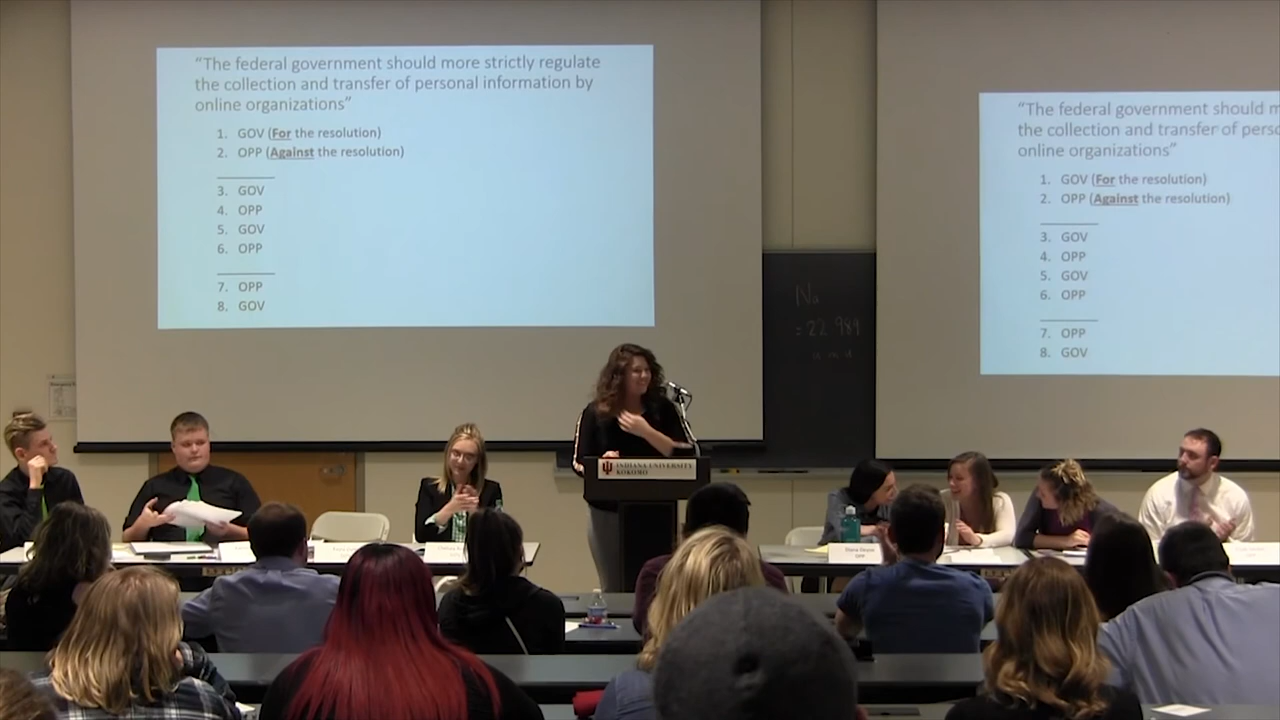 “The federal government should more strictly regulate
the collection and transfer of personal information by
online organizations”
1. GOV (For the resolution)
2. OPP (Against the resolution)
3. GOV
4. OPP
5. GOV
6. OPP
7. OPP
8. GOV
“The federal government should m
the collection and transfer of perso
online organizations”
1. GOV (For the resolution)
2. OPP (Against the resolution)
3. GOV
4. OPP
5. GOV
6. OPP
7. OPP
8. GOV
Na
=22.989
INDIANA UNIVERSITY
KOKOMO